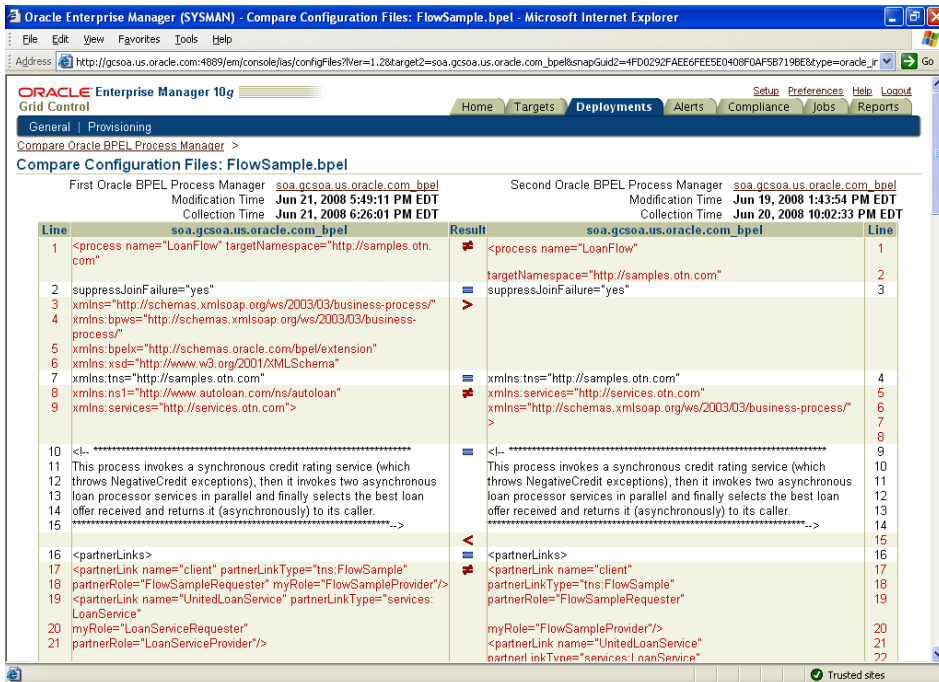 Oracle Enterprise Manager (SYSMAN) - Compare Configuration Files: FlowSample.bpel - Microsoft Internet Explorer
File Edit View Favorites Tools Help
Address http://gcsoa.us.oracle.com:4889/em/console/ias/configFiles?lVer=1.2&target2=soa.gcsoa.us.oracle.com_bpel&snapGuid2=4FD0292FAEE6FEE5E0408F0AF5B719BE&type=oracle_ir Go
ORACLE Enterprise Manager 10g
Grid Control
Setup Preferences Help Logout
Home Targets Deployments Alerts Compliance Jobs Reports
General | Provisioning
Compare Oracle BPEL Process Manager >
Compare Configuration Files: FlowSample.bpel
First Oracle BPEL Process Manager soa.gcsoa.us.oracle.com_bpel Second Oracle BPEL Process Manager soa.gcsoa.us.oracle.com_bpel
Modification Time Jun 21, 2008 5:49:11 PM EDT Modification Time Jun 19, 2008 1:43:54 PM EDT
Collection Time Jun 21, 2008 6:26:01 PM EDT Collection Time Jun 20, 2008 10:02:33 PM EDT
Line soa.gcsoa.us.oracle.com_bpel Result soa.gcsoa.us.oracle.com_bpel Line
1 <process name="LoanFlow" targetNamespace="http://samples.otn. ≠ <process name="LoanFlow" 1
com"
targetNamespace="http://samples.otn.com" 2
2 suppressJoinFailure="yes" = suppressJoinFailure="yes" 3
3 xmlns="http://schemas.xmlsoap.org/ws/2003/03/business-process/" >
4 xmlns:bpws="http://schemas.xmlsoap.org/ws/2003/03/business-
process/"
5 xmlns:bpelx="http://schemas.oracle.com/bpel/extension"
6 xmlns:xsd="http://www.w3.org/2001/XMLSchema"
7 xmlns:tns="http://samples.otn.com" = xmlns:tns="http://samples.otn.com" 4
8 xmlns:ns1="http://www.autoloan.com/ns/autoloan" ≠ xmlns:services="http://services.otn.com" 5
9 xmlns:services="http://services.otn.com"> xmlns="http://schemas.xmlsoap.org/ws/2003/03/business-process/" 6
> 7
8
10 <!-- ************************************************************ = <!-- ************************************************************ 9
11 This process invokes a synchronous credit rating service (which This process invokes a synchronous credit rating service (which 10
12 throws NegativeCredit exceptions), then it invokes two asynchronous throws NegativeCredit exceptions), then it invokes two asynchronous 11
13 loan processor services in parallel and finally selects the best loan loan processor services in parallel and finally selects the best loan 12
14 offer received and returns it (asynchronously) to its caller. offer received and returns it (asynchronously) to its caller. 13
15 ************************************************************--> ************************************************************--> 14
< 15
16 <partnerLinks> = <partnerLinks> 16
17 <partnerLink name="client" partnerLinkType="tns:FlowSample" ≠ <partnerLink name="client" 17
18 partnerRole="FlowSampleRequester" myRole="FlowSampleProvider"/> partnerLinkType="tns:FlowSample" 18
19 <partnerLink name="UnitedLoanService" partnerLinkType="services: partnerRole="FlowSampleRequester" 19
LoanService"
20 myRole="LoanServiceRequester" myRole="FlowSampleProvider"/> 20
21 partnerRole="LoanServiceProvider"/> <partnerLink name="UnitedLoanService" 21
partnerLinkType="services:LoanService" 22
Trusted sites